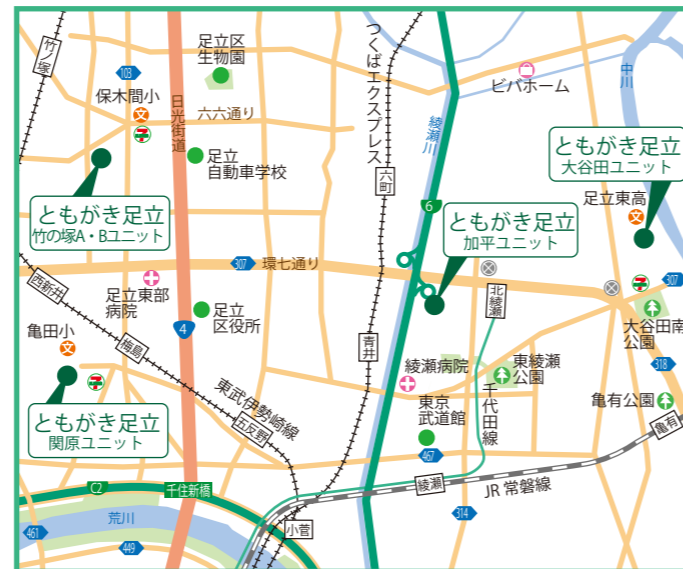 竹ノ塚
103
保木間小
文
足立区
生物園
六六通り
日光街道
足立
自動車学校
ともがき足立
竹の塚A・Bユニット
つくばエクスプレス
六町
綾瀬川
ビバホーム
中川
ともがき足立
大谷田ユニット
足立東高
文
6
ともがき足立
加平ユニット
307
環七通り
307
西新井
足立東部
病院
足立
区役所
4
亀田小
文
梅島
ともがき足立
関原ユニット
東武伊勢崎線
五反野
青井
北綾瀬
綾瀬病院
東綾瀬
公園
千代田線
東京
武道館
467
大谷田南
公園
318
亀有公園
亀有
綾瀬
JR 常磐線
314
C2
千住新橋
荒川
461
449
小菅